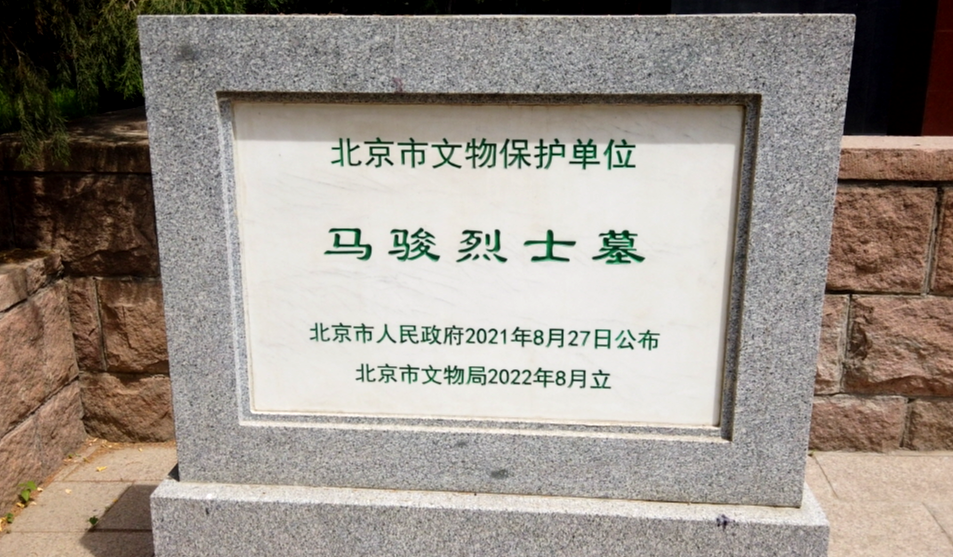 北京市文物保护单位
马骏烈士墓
北京市人民政府2021年8月27日公布
北京市文物局2022年8月立